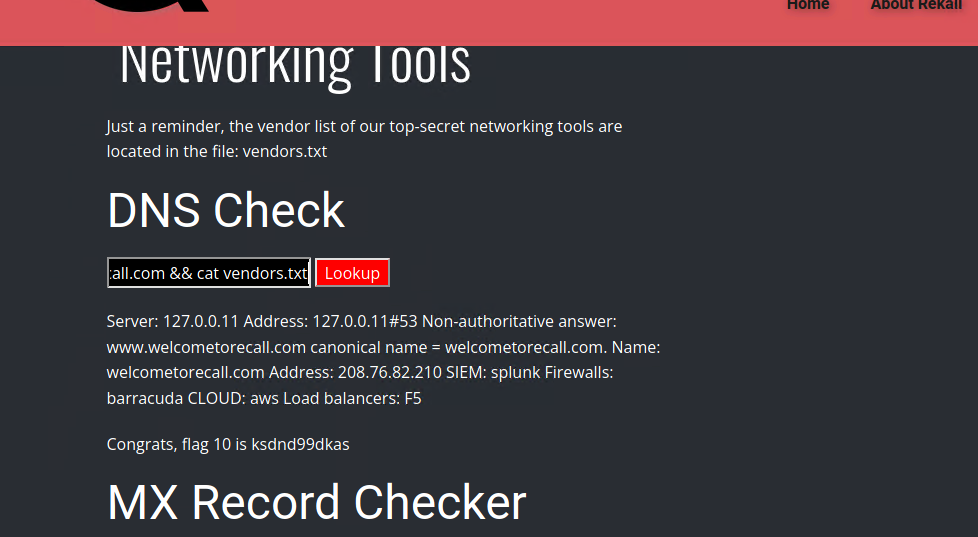 Home About Rekall
Networking Tools
Just a reminder, the vendor list of our top-secret networking tools are
located in the file: vendors.txt
DNS Check
all.com && cat vendors.txt Lookup
Server: 127.0.0.11 Address: 127.0.0.11#53 Non-authoritative answer:
www.welcometorecall.com canonical name = welcometorecall.com. Name:
welcometorecall.com Address: 208.76.82.210 SIEM: splunk Firewalls:
barracuda CLOUD: aws Load balancers: F5
Congrats, flag 10 is ksdnd99dkas
MX Record Checker